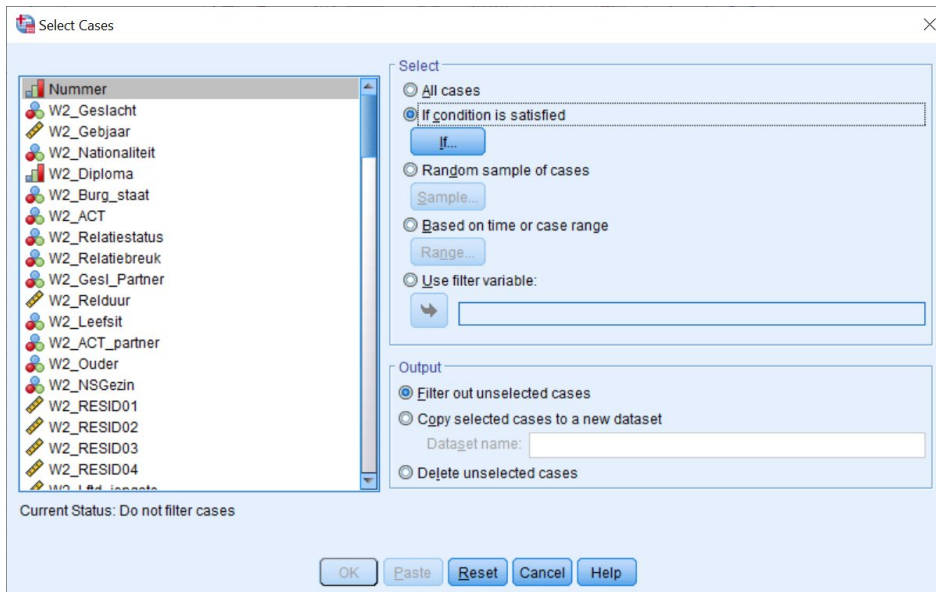 Select Cases
Nummer
W2_Geslacht
W2_Gebjaar
W2_Nationaliteit
W2_Diploma
W2_Burg_staat
W2_ACT
W2_Relatiestatus
W2_Relatiebreuk
W2_Gesl_Partner
W2_Relduur
W2_Leefsit
W2_ACT_partner
W2_Ouder
W2_NSGezin
W2_RESID01
W2_RESID02
W2_RESID03
W2_RESID04
Current Status: Do not filter cases
Select
All cases
If condition is satisfied
If...
Random sample of cases
Sample...
Based on time or case range
Range...
Use filter variable:
Output
Filter out unselected cases
Copy selected cases to a new dataset
Dataset name:
Delete unselected cases
OK Paste Reset Cancel Help